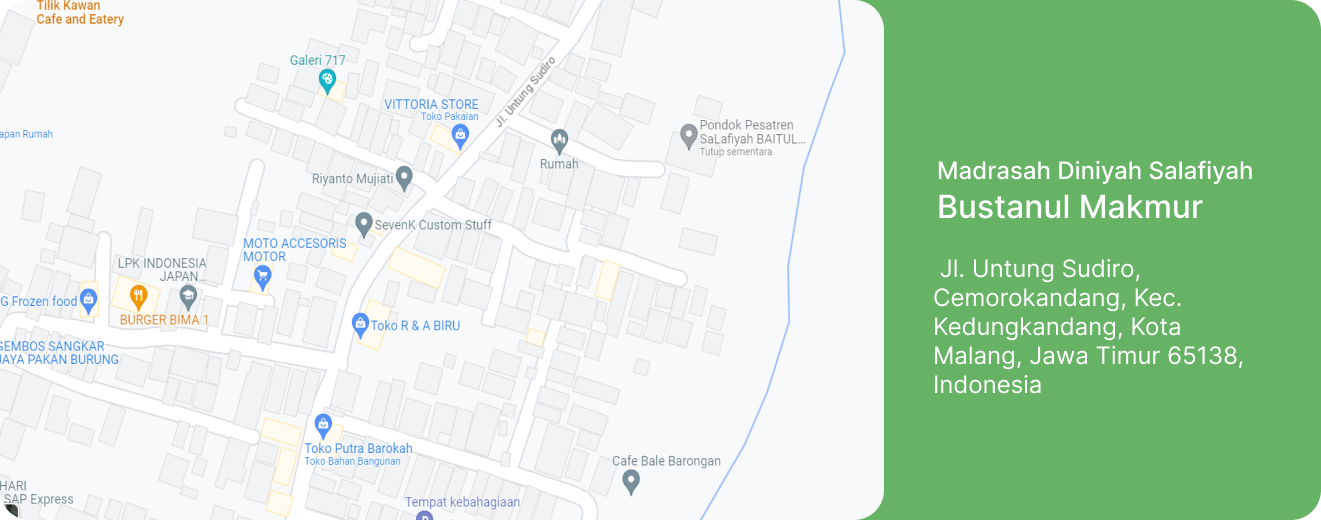 Tilik Kawan
Cafe and Eatery
Galeri 717
VITTORIA STORE
Toko Pakaian
Jl. Untung Sudiro
apan Rumah
Pondok Pesatren
SaLafiyah BAITUL...
Tutup sementara
Rumah
Riyanto Mujiati
SevenK Custom Stuff
MOTO ACCESORIS
MOTOR
LPK INDONESIA
JAPAN...
G Frozen food
BURGER BIMA 1
Toko R & A BIRU
GEMBOS SANGKAR
JAYA PAKAN BURUNG
Toko Putra Barokah
Toko Bahan Bangunan
Cafe Bale Barongan
HARI
SAP Express
Tempat kebahagiaan
Madrasah Diniyah Salafiyah
Bustanul Makmur
Jl. Untung Sudiro,
Cemorokandang, Kec.
Kedungkandang, Kota
Malang, Jawa Timur 65138,
Indonesia